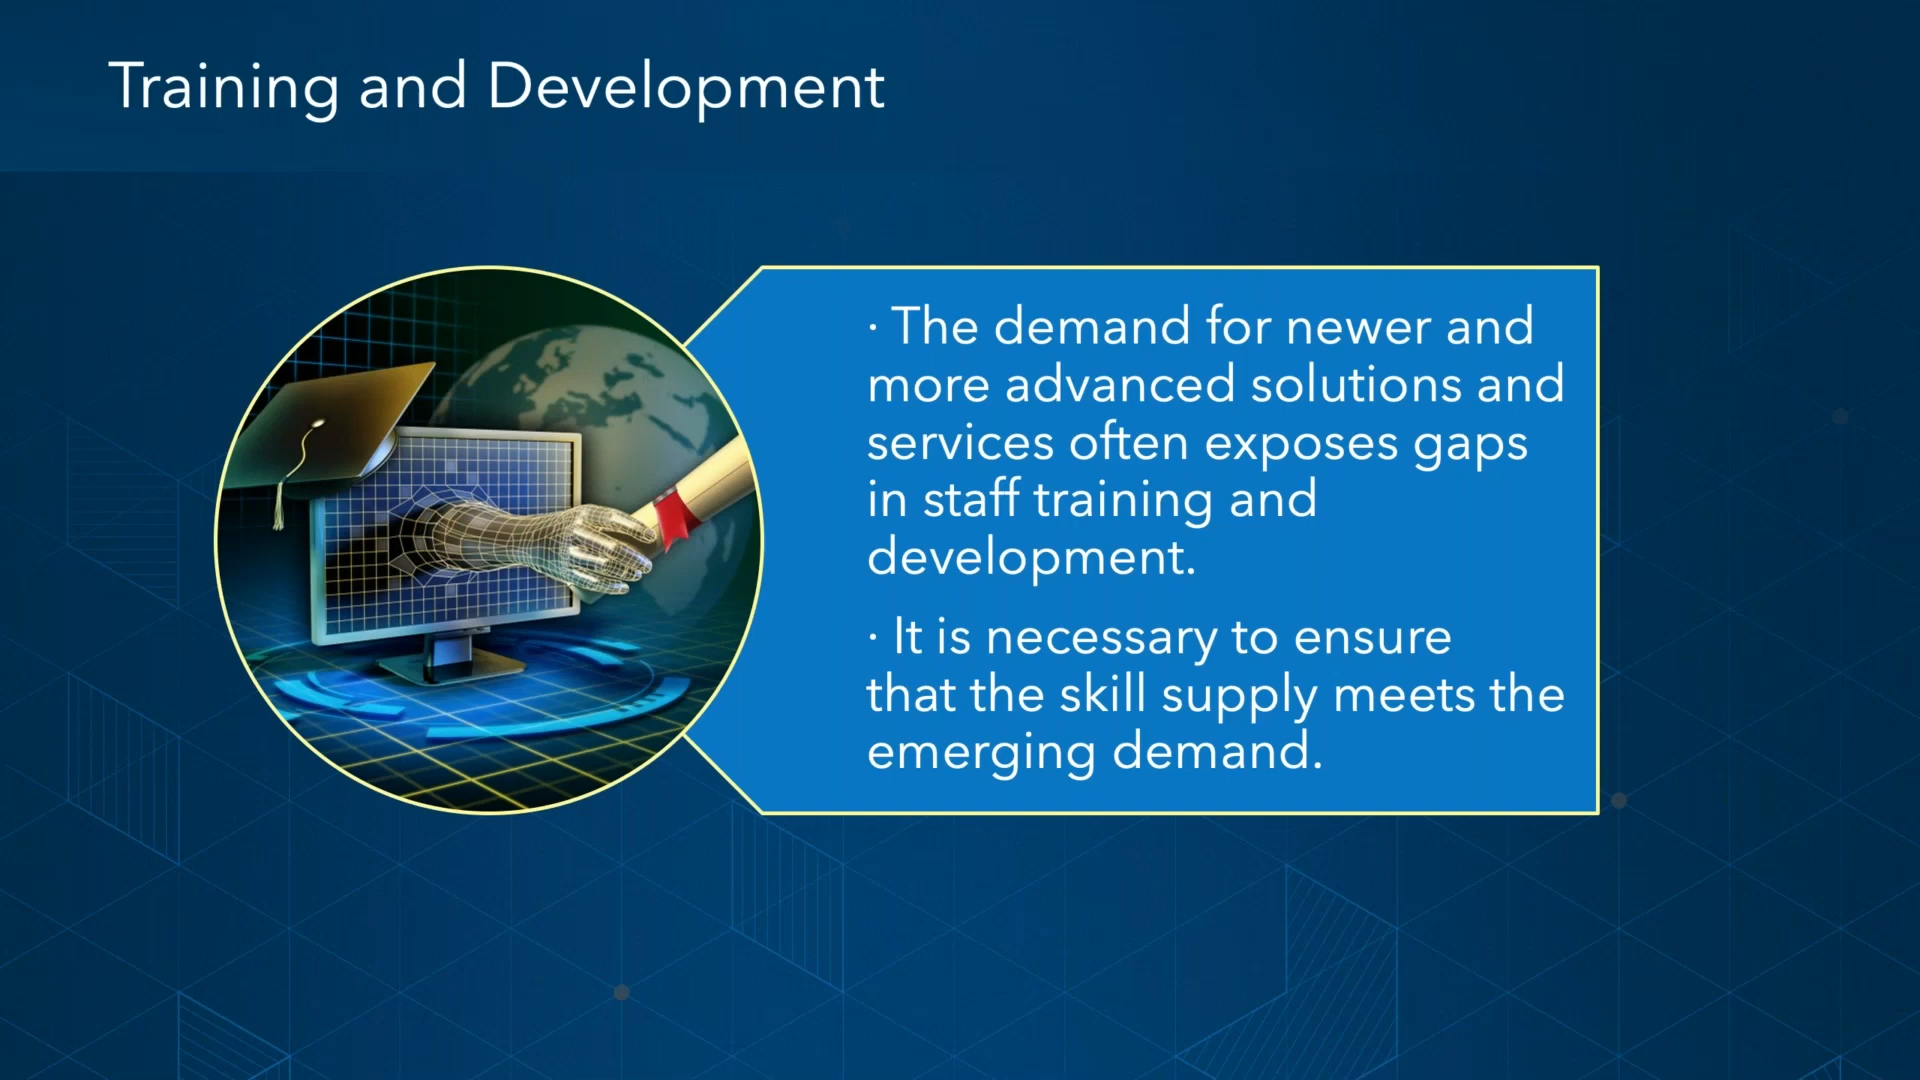 Training and Development
· The demand for newer and
more advanced solutions and
services often exposes gaps
in staff training and
development.
· It is necessary to ensure
that the skill supply meets the
emerging demand.